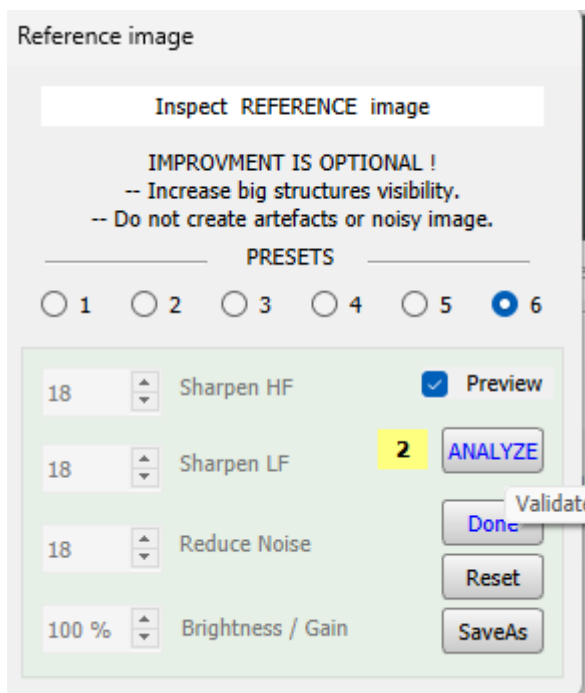 Reference image
Inspect REFERENCE image
IMPROVMENT IS OPTIONAL !
-- Increase big structures visibility.
-- Do not create artefacts or noisy image.
PRESETS
1 2 3 4 5 6
18 Sharpen HF Preview
2 ANALYZE
18 Sharpen LF
Validate
Done
18 Reduce Noise
Reset
100 % Brightness / Gain SaveAs